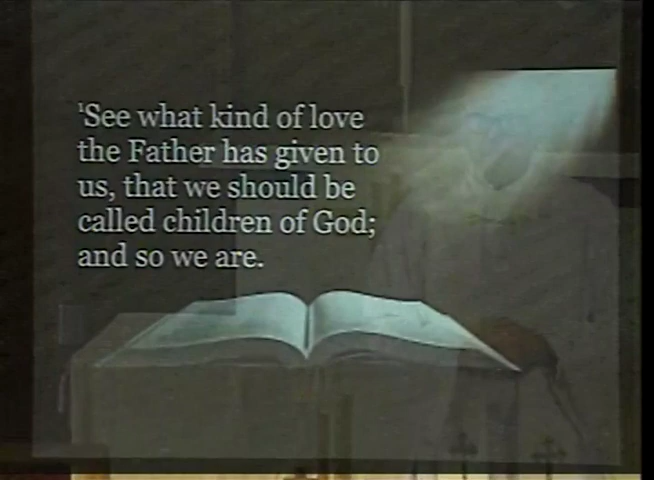 ¹See what kind of love
the Father has given to
us, that we should be
called children of God;
and so we are.